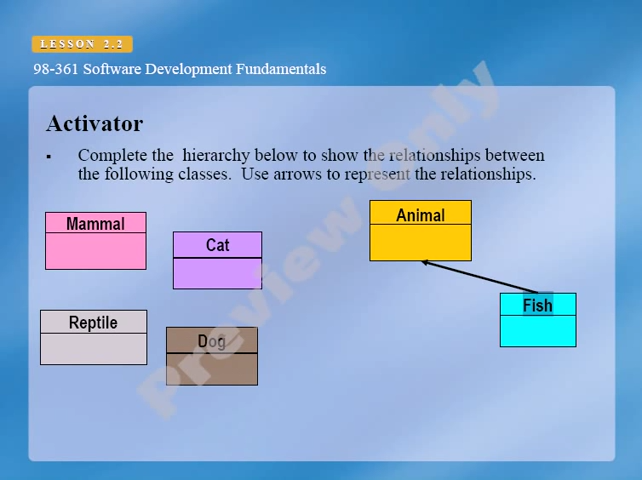 LESSON 2.2
98-361 Software Development Fundamentals
Activator
Complete the hierarchy below to show the relationships between
the following classes. Use arrows to represent the relationships.
Mammal
Cat
Animal
Reptile
Dog
Fish
Preview Only